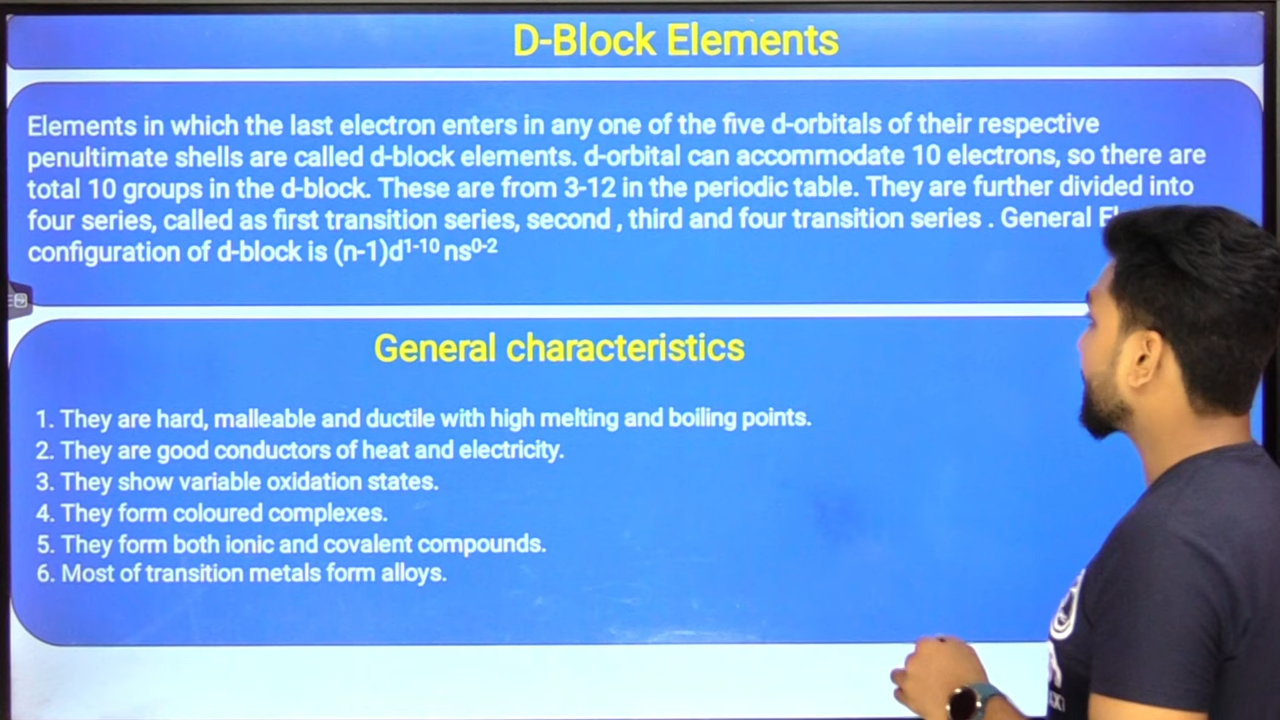 D-Block Elements
Elements in which the last electron enters in any one of the five d-orbitals of their respective
penultimate shells are called d-block elements. d-orbital can accommodate 10 electrons, so there are
total 10 groups in the d-block. These are from 3-12 in the periodic table. They are further divided into
four series, called as first transition series, second , third and four transition series . General
configuration of d-block is (n-1)d¹⁻¹⁰ ns⁰⁻²
General characteristics
1. They are hard, malleable and ductile with high melting and boiling points.
2. They are good conductors of heat and electricity.
3. They show variable oxidation states.
4. They form coloured complexes.
5. They form both ionic and covalent compounds.
6. Most of transition metals form alloys.